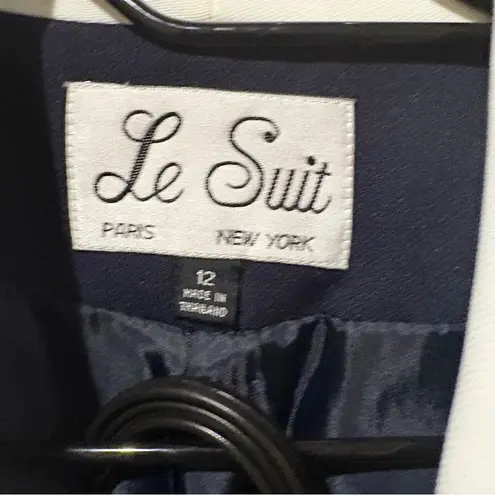 Le Suit
PARIS NEW YORK
12
MADE IN
THAILAND